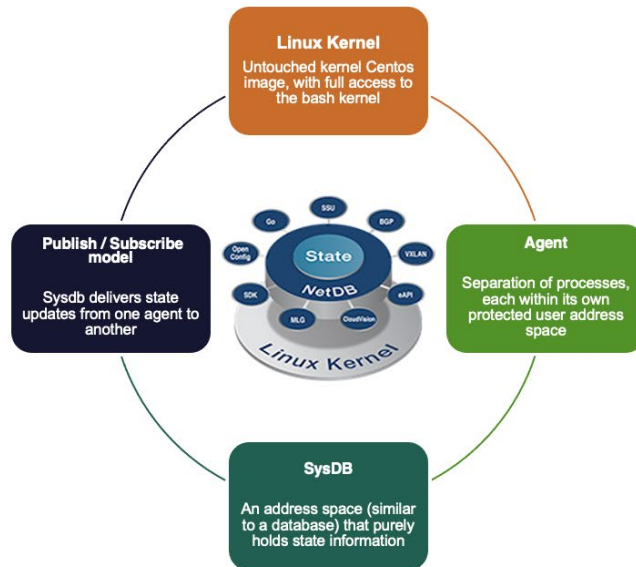 Linux Kernel
Untouched kernel Centos
image, with full access to
the bash kernel
Publish / Subscribe
model
Sysdb delivers state
updates from one agent to
another
SSU
Go
BGP
Open
Config
State
VXLAN
NetDB
SDK
eAPI
MLG
CloudVision
Linux Kernel
Agent
Separation of processes,
each within its own
protected user address
space
SysDB
An address space (similar
to a database) that purely
holds state information